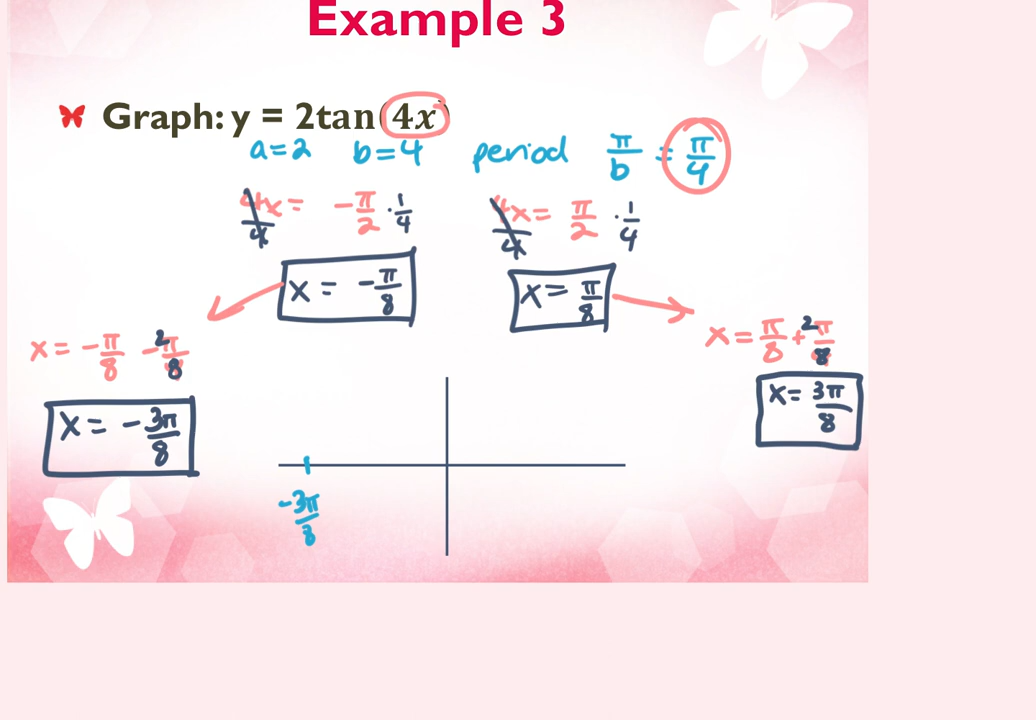 Example 3
Graph: y = 2tan(4x)
a=2 b=4 period π/b = π/4
4x/4 = -π/2 · 1/4 4x/4 = π/2 · 1/4
x = -π/8 x = π/8
x = -π/8 - 2π/8 x = π/8 + 2π/8
x = -3π/8 x = 3π/8
-3π/8